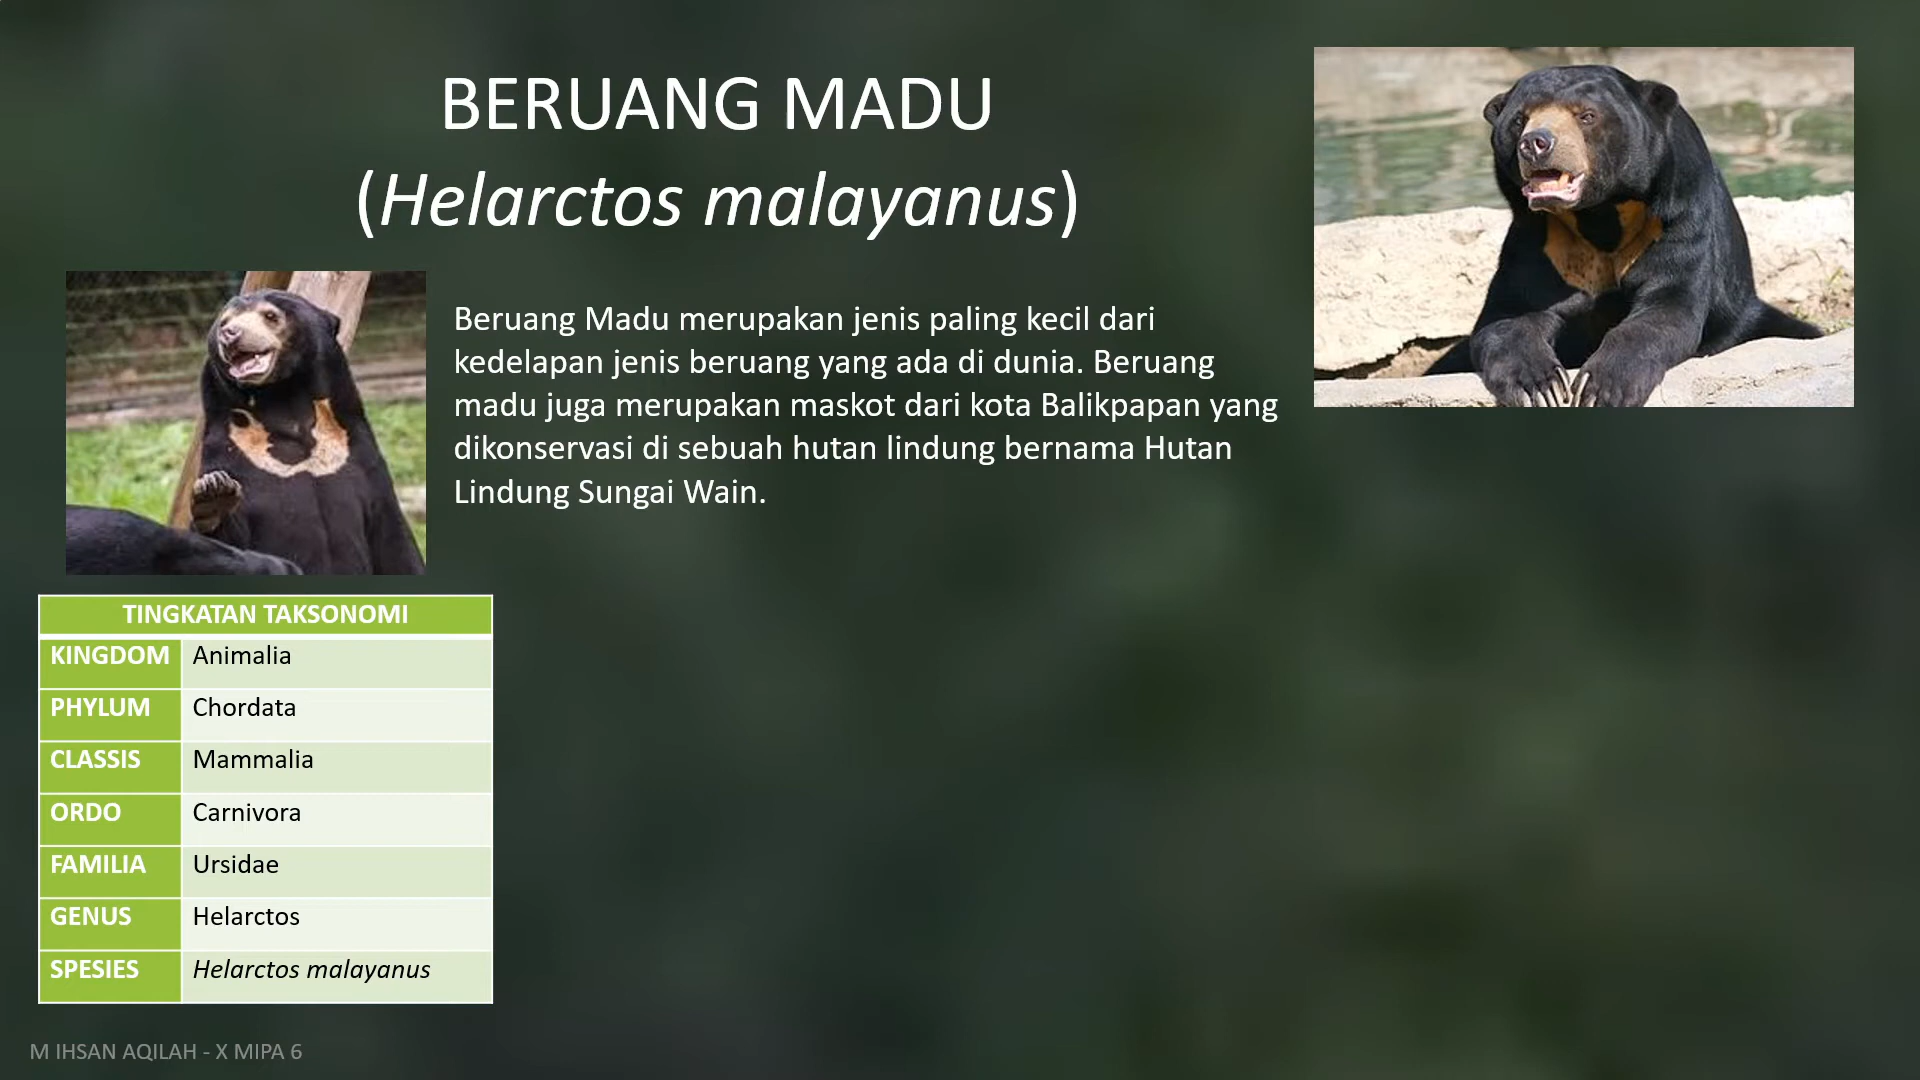 BERUANG MADU
(Helarctos malayanus)
Beruang Madu merupakan jenis paling kecil dari
kedelapan jenis beruang yang ada di dunia. Beruang
madu juga merupakan maskot dari kota Balikpapan yang
dikonservasi di sebuah hutan lindung bernama Hutan
Lindung Sungai Wain.
TINGKATAN TAKSONOMI
KINGDOM Animalia
PHYLUM Chordata
CLASSIS Mammalia
ORDO Carnivora
FAMILIA Ursidae
GENUS Helarctos
SPESIES Helarctos malayanus
M IHSAN AQILAH - X MIPA 6